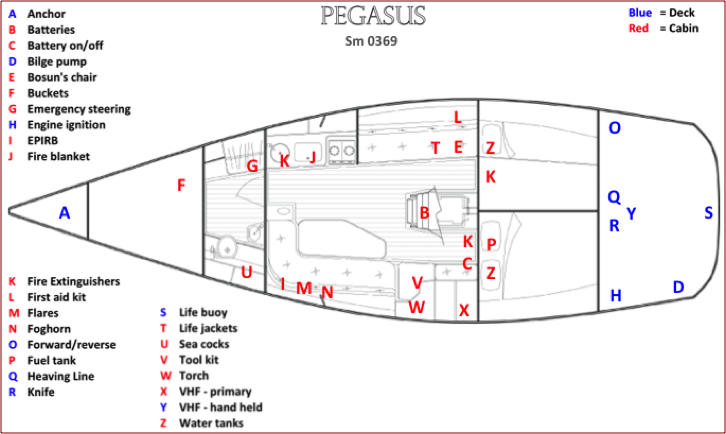 PEGASUS
Sm 0369
Blue = Deck
Red = Cabin
A Anchor
B Batteries
C Battery on/off
D Bilge pump
E Bosun's chair
F Buckets
G Emergency steering
H Engine ignition
I EPIRB
J Fire blanket
L
O
T E Z
G K J
K
F
Q
A B R Y S
K P
C Z
U
I M N V H D
W X
K Fire Extinguishers
L First aid kit
M Flares
N Foghorn
O Forward/reverse
P Fuel tank
Q Heaving Line
R Knife
S Life buoy
T Life jackets
U Sea cocks
V Tool kit
W Torch
X VHF - primary
Y VHF - hand held
Z Water tanks